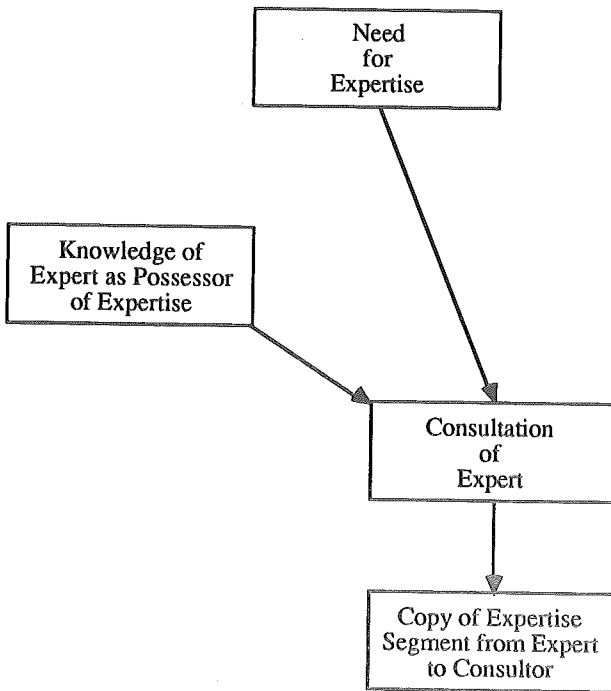 Need
for
Expertise
Knowledge of
Expert as Possessor
of Expertise
Consultation
of
Expert
Copy of Expertise
Segment from Expert
to Consultor